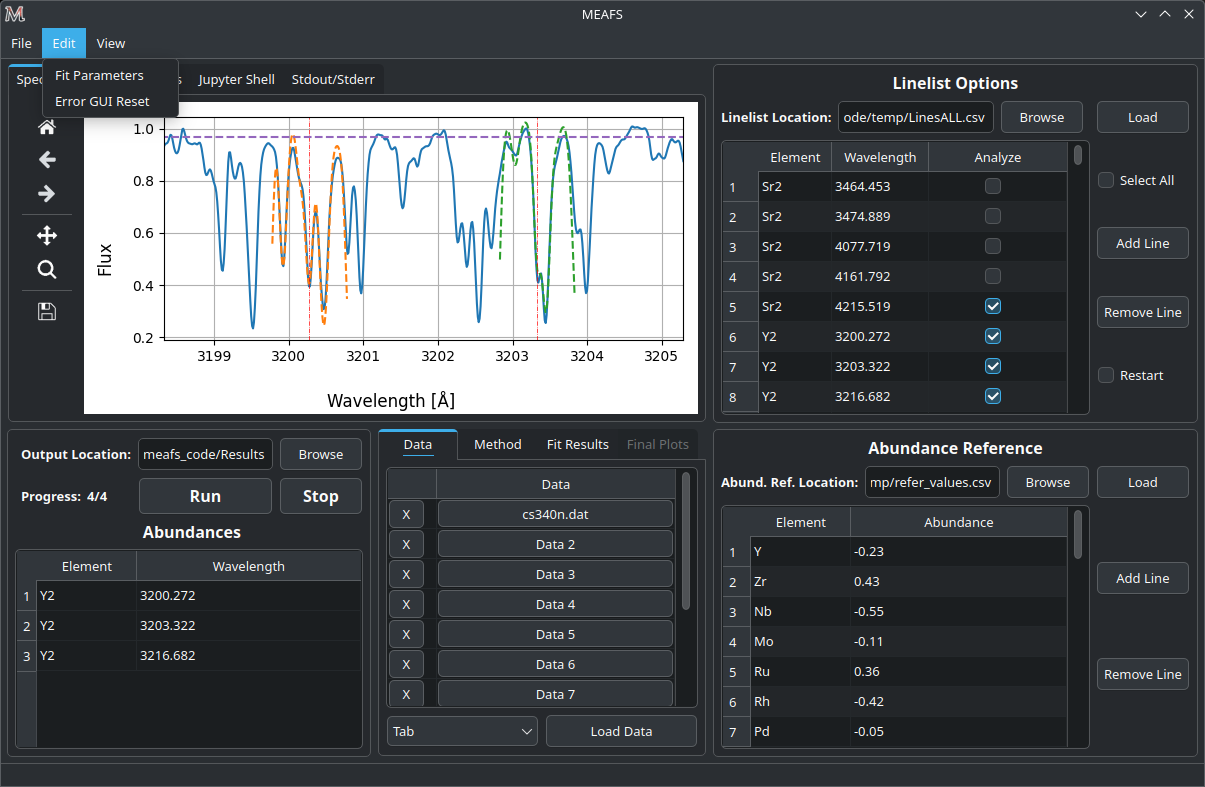 MEAFS
File Edit View
Fit Parameters
Error GUI Reset
Spec
s
Jupyter Shell
Stdout/Stderr
1.0
0.8
0.6
0.4
0.2
Flux
3199 3200 3201 3202 3203 3204 3205
Wavelength [Å]
Linelist Options
Linelist Location: ode/temp/LinesALL.csv Browse Load
Element Wavelength Analyze
1 Sr2 3464.453
2 Sr2 3474.889
3 Sr2 4077.719
4 Sr2 4161.792
5 Sr2 4215.519
6 Y2 3200.272
7 Y2 3203.322
8 Y2 3216.682
Select All
Add Line
Remove Line
Restart
Output Location: meafs_code/Results Browse
Progress: 4/4 Run Stop
Abundances
Element Wavelength
1 Y2 3200.272
2 Y2 3203.322
3 Y2 3216.682
Data Method Fit Results Final Plots
Data
X cs340n.dat
X Data 2
X Data 3
X Data 4
X Data 5
X Data 6
X Data 7
Tab Load Data
Abundance Reference
Abund. Ref. Location: mp/refer_values.csv Browse Load
Element Abundance
1 Y -0.23
2 Zr 0.43
3 Nb -0.55
4 Mo -0.11
5 Ru 0.36
6 Rh -0.42
7 Pd -0.05
Add Line
Remove Line